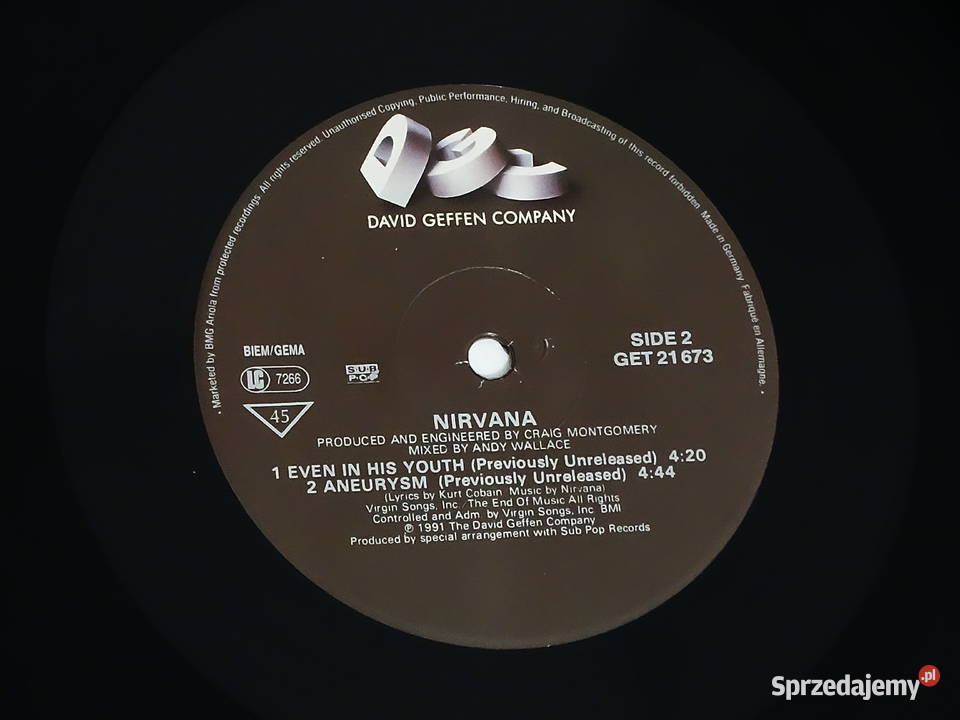 Marketed by BMG Ariola from protected recordings. All rights reserved. Unauthorised Copying, Public Performance, Hiring, and Broadcasting of this record forbidden. Made in Germany. Fabriqué en Allemagne.
DGC
DAVID GEFFEN COMPANY
BIEM/GEMA
LC 7266
45
SUB
POP
SIDE 2
GET 21 673
NIRVANA
PRODUCED AND ENGINEERED BY CRAIG MONTGOMERY
MIXED BY ANDY WALLACE
1 EVEN IN HIS YOUTH (Previously Unreleased) 4:20
2 ANEURYSM (Previously Unreleased) 4:44
(Lyrics by Kurt Cobain Music by Nirvana)
Virgin Songs, Inc./The End Of Music All Rights
Controlled and Adm. by Virgin Songs, Inc. BMI
℗ 1991 The David Geffen Company
Produced by special arrangement with Sub Pop Records
Sprzedajemy.pl